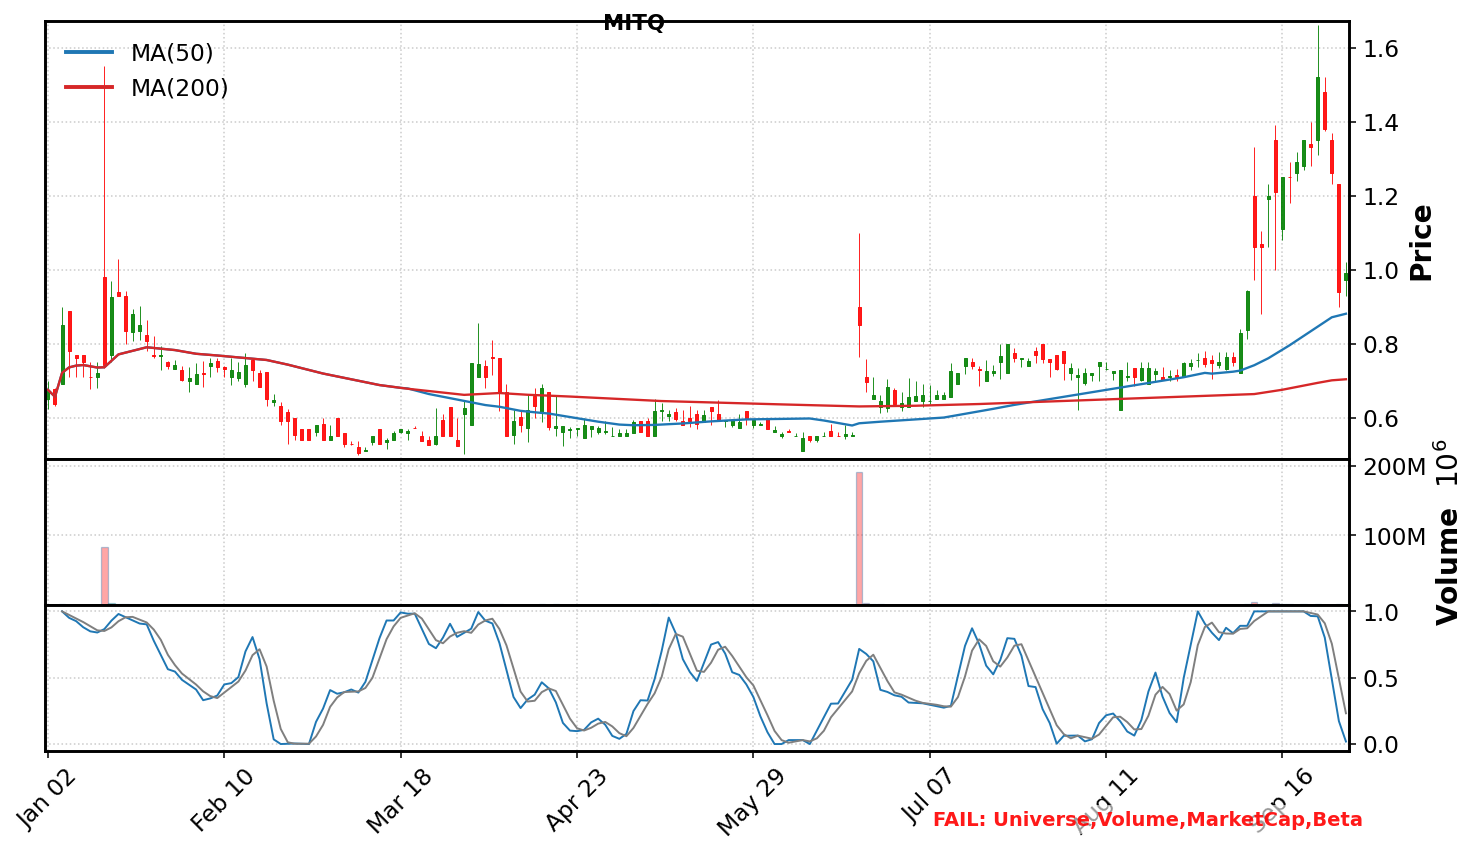 MITQ
MA(50)
MA(200)
1.6
1.4
1.2
1.0
0.8
0.6
Price
200M
100M
Volume 10^6
1.0
0.5
0.0
Jan 02
Feb 10
Mar 18
Apr 23
May 29
Jul 07
Aug 11
Sep 16
FAIL: Universe,Volume,MarketCap,Beta